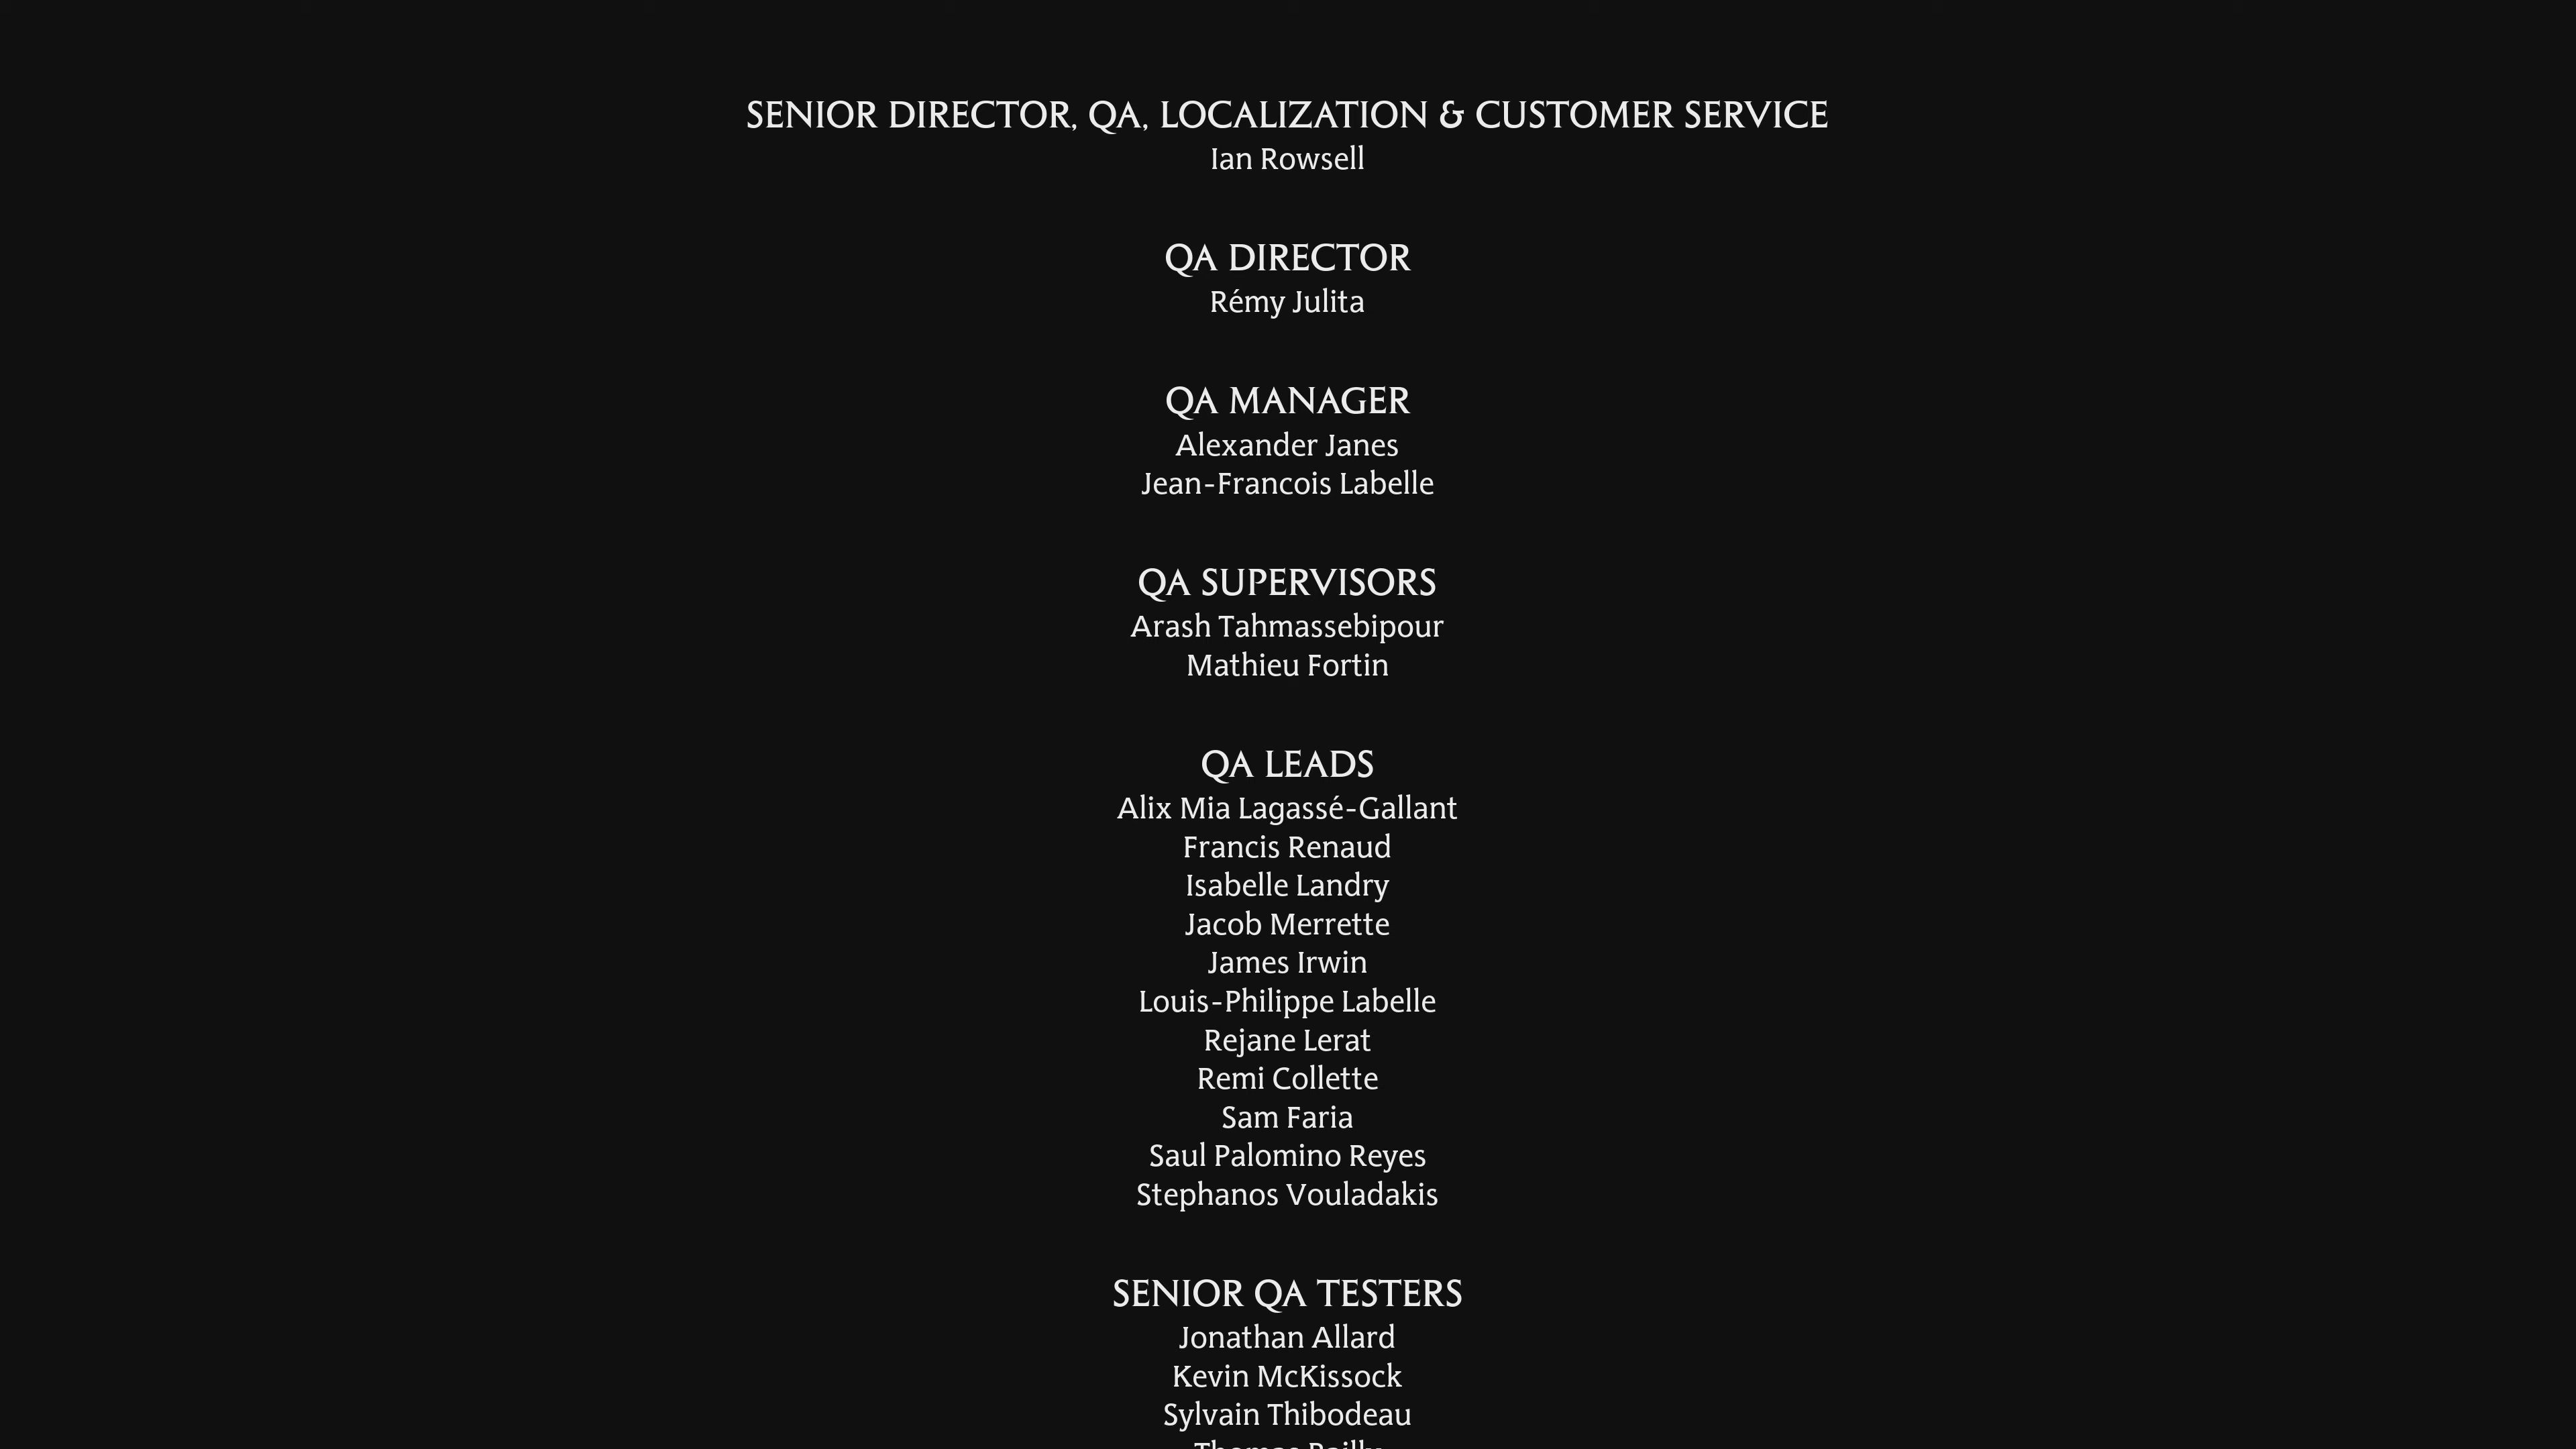 SENIOR DIRECTOR, QA, LOCALIZATION & CUSTOMER SERVICE
Ian Rowsell
QA DIRECTOR
Rémy Julita
QA MANAGER
Alexander Janes
Jean-Francois Labelle
QA SUPERVISORS
Arash Tahmassebipour
Mathieu Fortin
QA LEADS
Alix Mia Lagassé-Gallant
Francis Renaud
Isabelle Landry
Jacob Merrette
James Irwin
Louis-Philippe Labelle
Rejane Lerat
Remi Collette
Sam Faria
Saul Palomino Reyes
Stephanos Vouladakis
SENIOR QA TESTERS
Jonathan Allard
Kevin McKissock
Sylvain Thibodeau